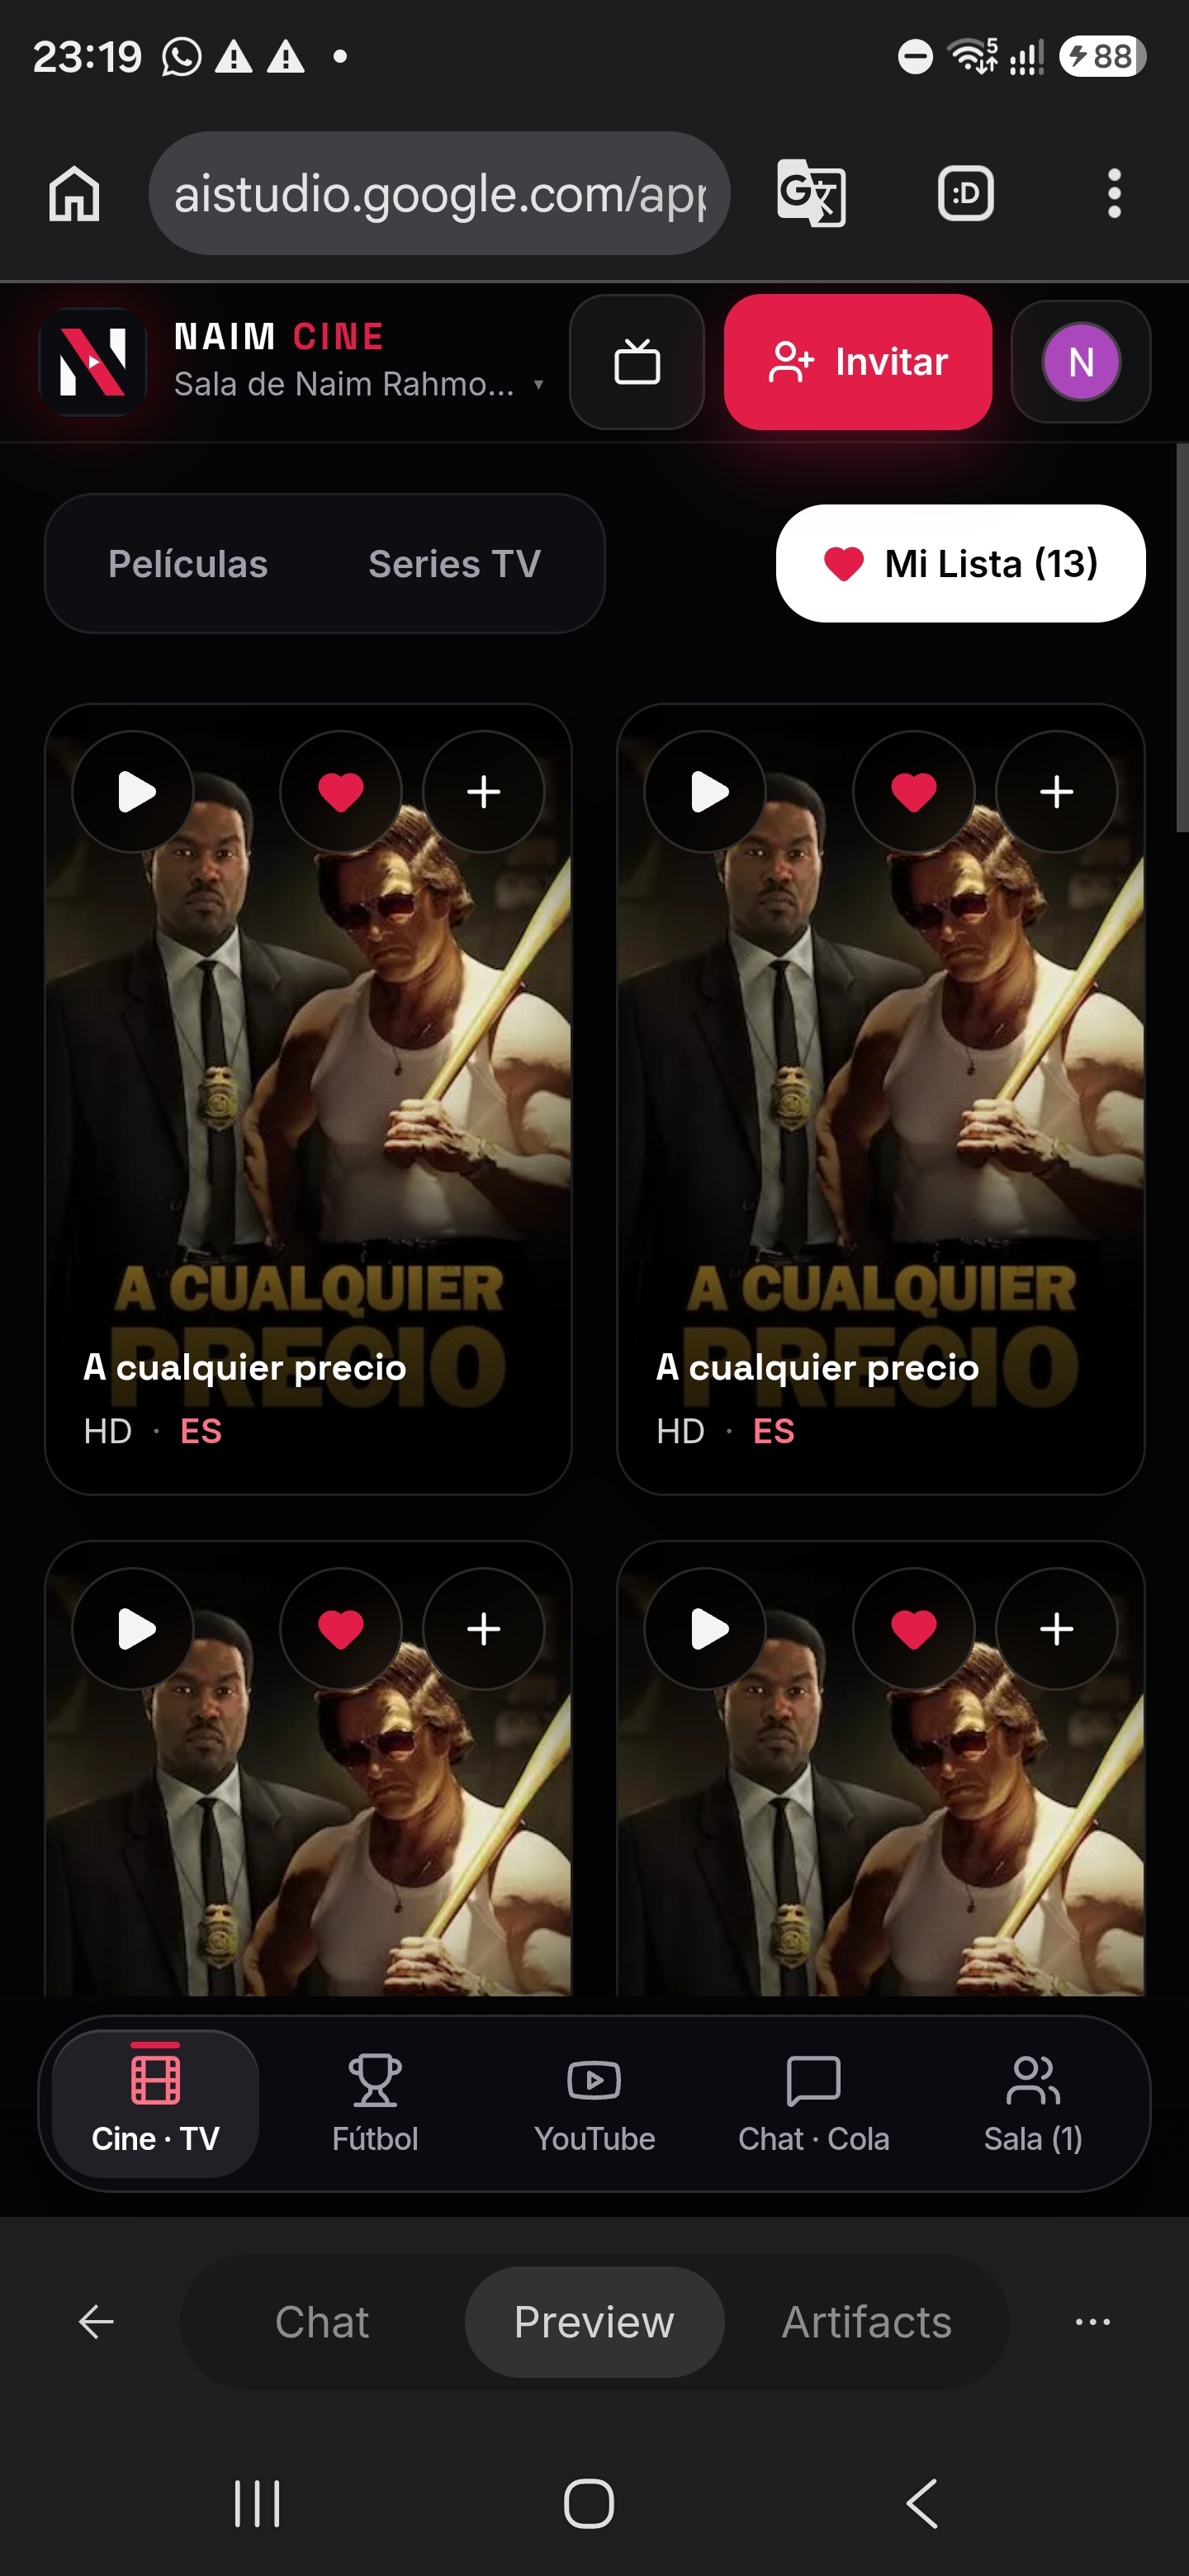 23:19
5
88
aistudio.google.com/app
:D
NAIM CINE
Sala de Naim Rahmo...
Invitar
N
Películas
Series TV
Mi Lista (13)
A CUALQUIER
PRECIO
A cualquier precio
HD · ES
A CUALQUIER
PRECIO
A cualquier precio
HD · ES
Cine · TV
Fútbol
YouTube
Chat · Cola
Sala (1)
Chat
Preview
Artifacts